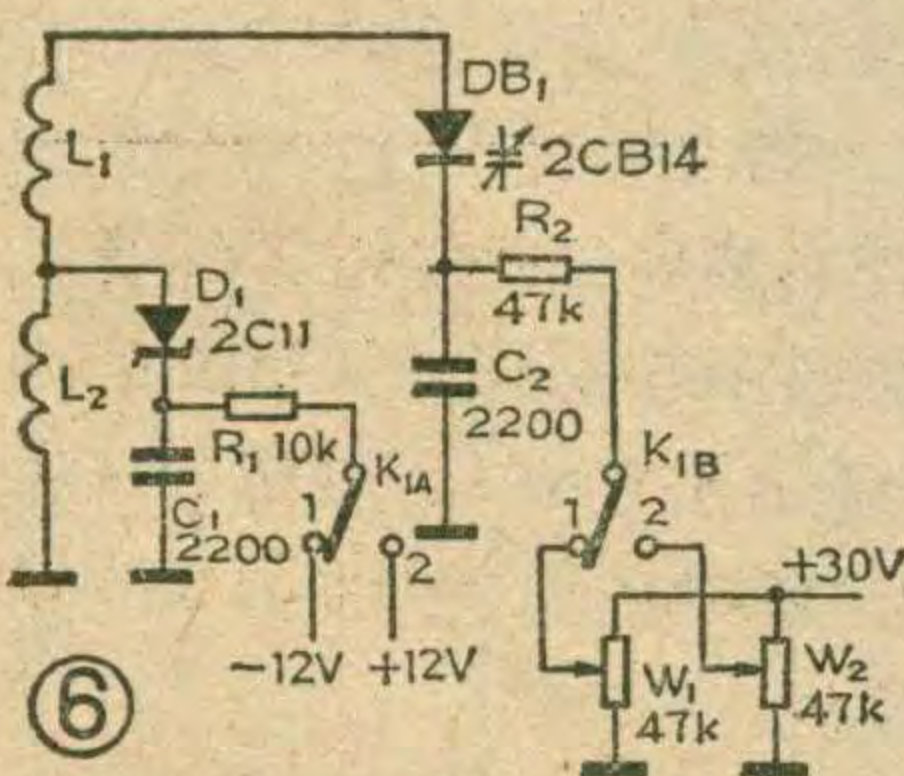 DB₁
L₁
2CB14
R₂
47k
D₁
2C11
L₂
C₂
2200
R₁ 10k
K₁A
K₁B
C₁
2200
1
2
1
2
+30V
-12V
+12V
W₁
47k
W₂
47k
⑥